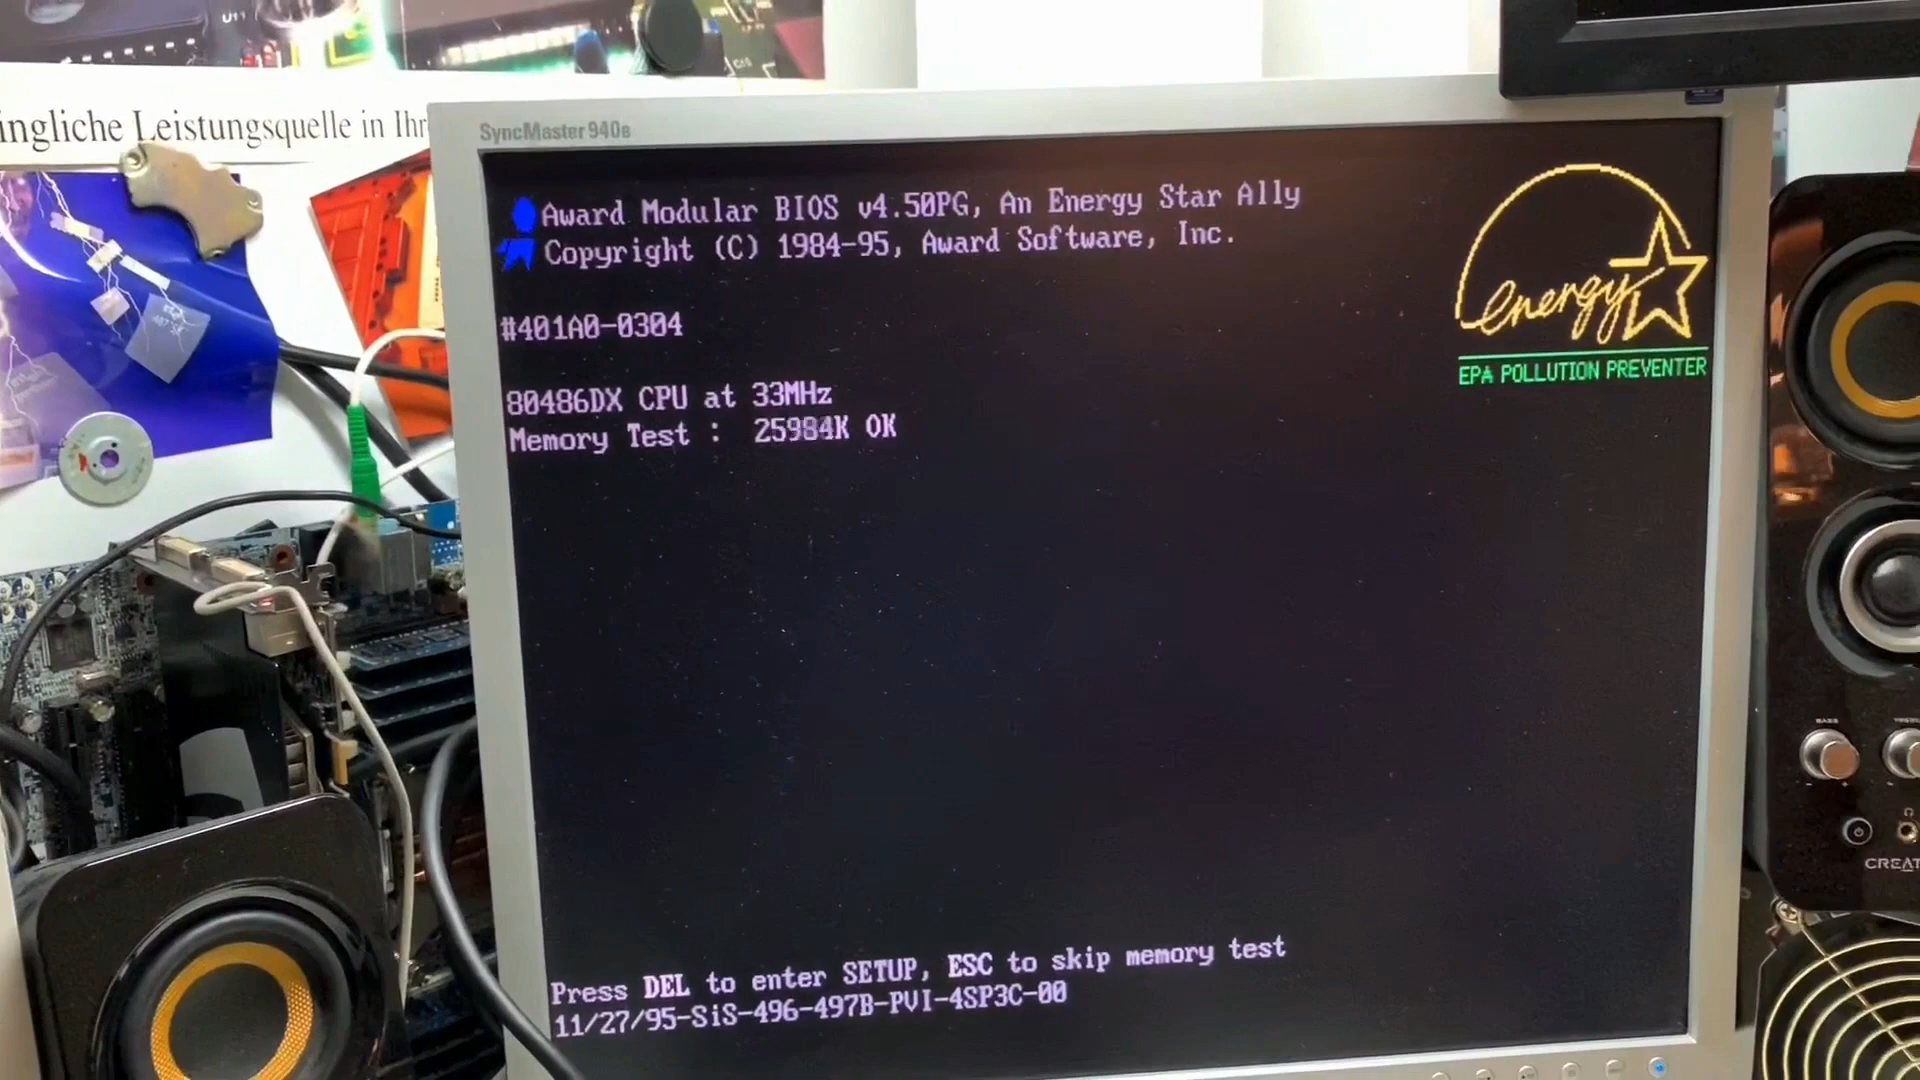 U11
ingliche Leistungsquelle in Ihr
SyncMaster 940B
Award Modular BIOS v4.50PG, An Energy Star Ally
Copyright (C) 1984-95, Award Software, Inc.
energy
EPA POLLUTION PREVENTER
#401A0-0304
80486DX CPU at 33MHz
Memory Test : 25984K OK
Press DEL to enter SETUP, ESC to skip memory test
11/27/95-SiS-496-497B-PVI-4SP3C-00
BASS
CREAT